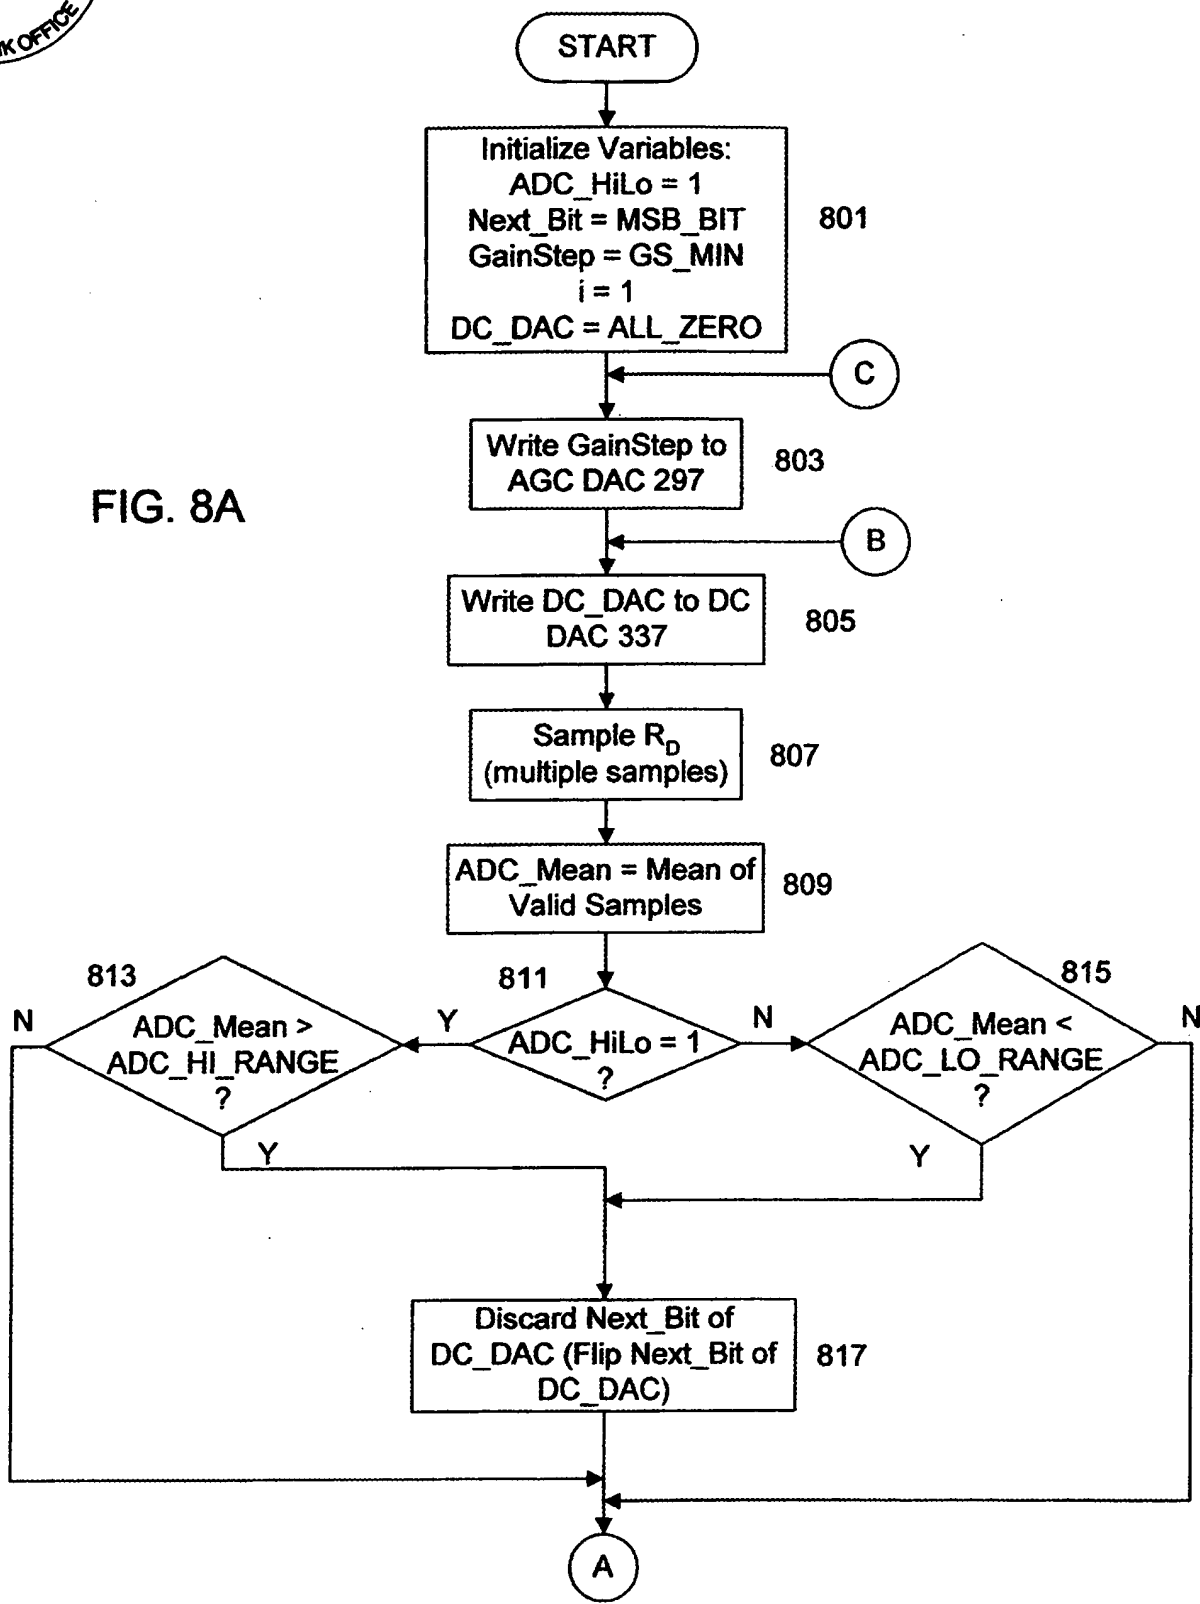 OFFICE
START
Initialize Variables:
ADC_HiLo = 1
Next_Bit = MSB_BIT
GainStep = GS_MIN
i = 1
DC_DAC = ALL_ZERO
801
C
Write GainStep to
AGC DAC 297
803
FIG. 8A
B
Write DC_DAC to DC
DAC 337
805
Sample R_D
(multiple samples)
807
ADC_Mean = Mean of
Valid Samples
809
813
811
815
N
ADC_Mean >
ADC_HI_RANGE
?
Y
ADC_HiLo = 1
?
N
ADC_Mean <
ADC_LO_RANGE
?
N
Y
Y
Discard Next_Bit of
DC_DAC (Flip Next_Bit of
DC_DAC)
817
A